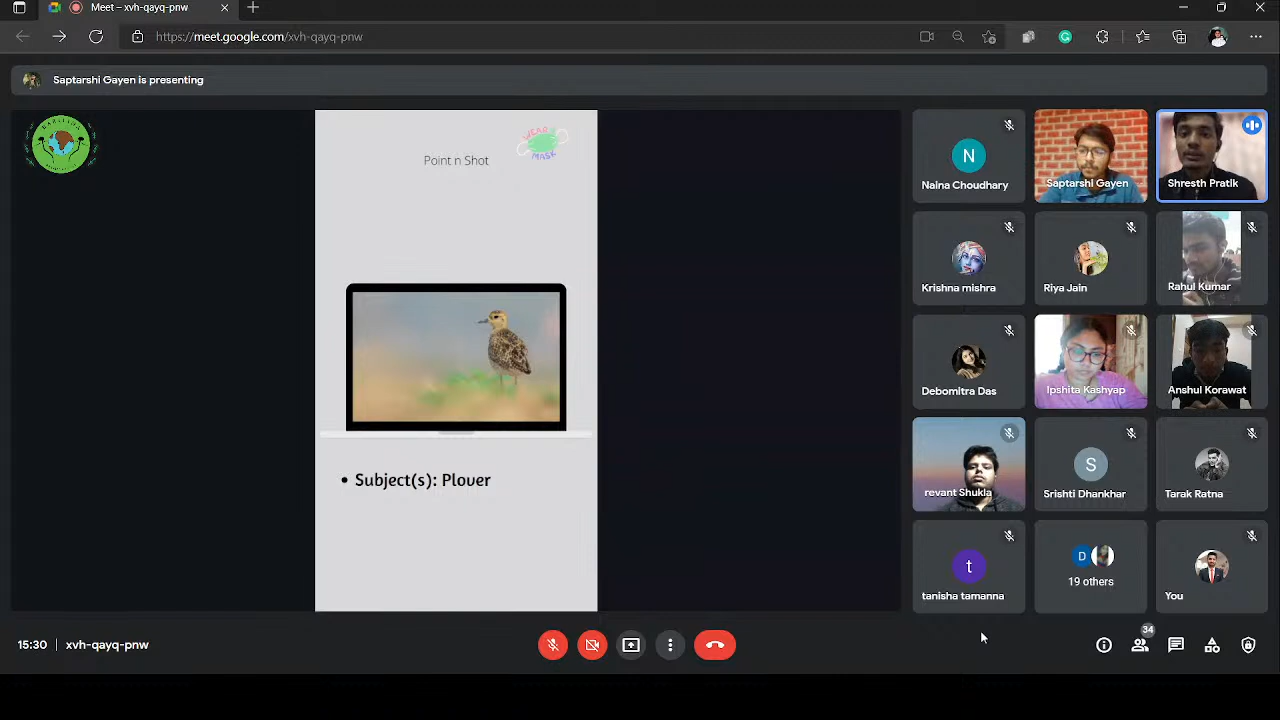 Meet – xvh-qayq-pnw
https://meet.google.com/xvh-qayq-pnw
Saptarshi Gayen is presenting
WEAR
MASK
Point n Shot
• Subject(s): Plover
N
Naina Choudhary
Saptarshi Gayen
Shresth Pratik
Krishna mishra
Riya Jain
Rahul Kumar
Debomitra Das
Ipshita Kashyap
Anshul Korawat
revant Shukla
S
Srishti Dhankhar
Tarak Ratna
t
tanisha tamanna
D
19 others
You
15:30 | xvh-qayq-pnw
34